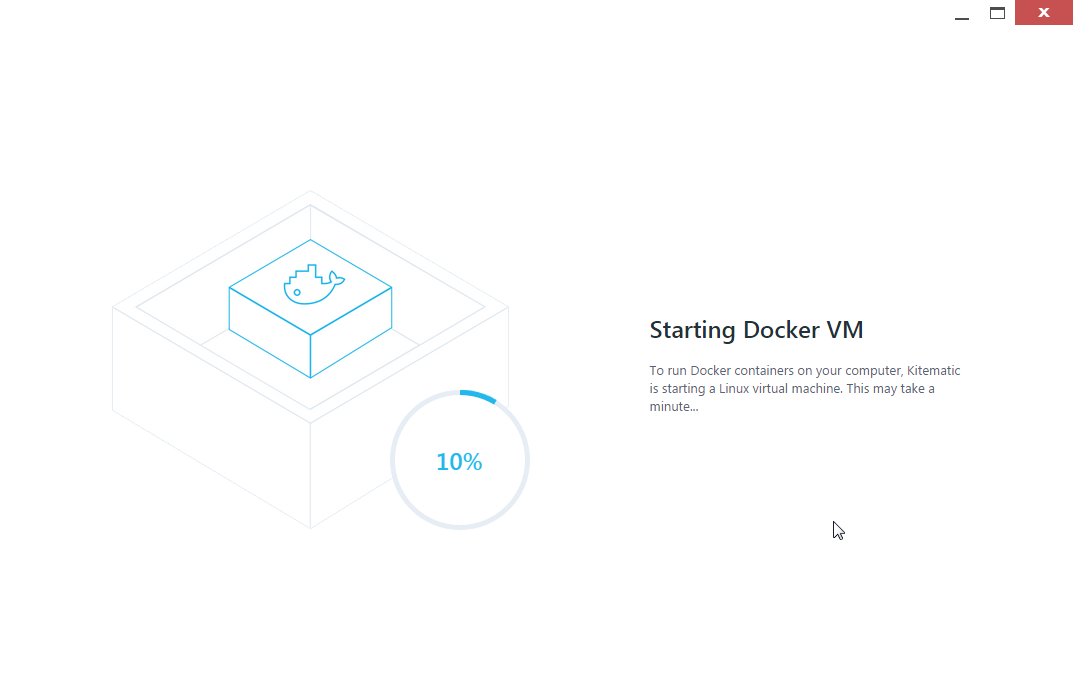 Starting Docker VM
To run Docker containers on your computer, Kitematic
is starting a Linux virtual machine. This may take a
minute...
10%